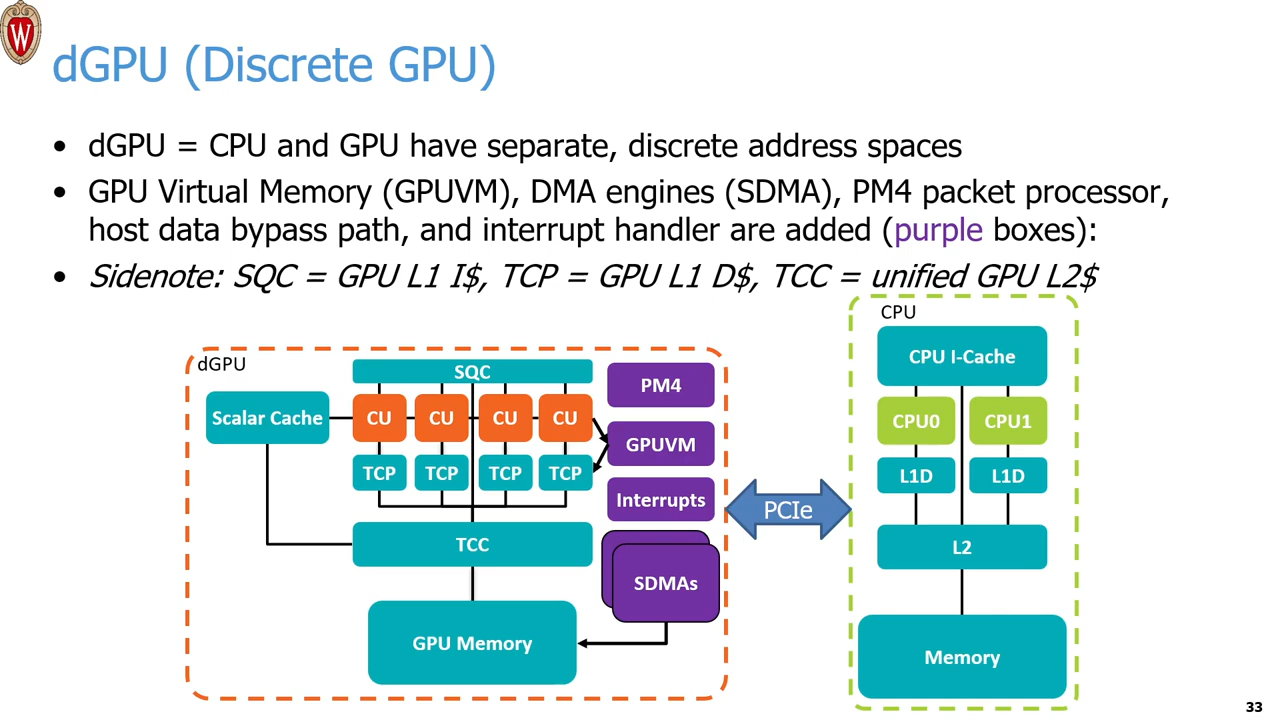 W
dGPU (Discrete GPU)
• dGPU = CPU and GPU have separate, discrete address spaces
• GPU Virtual Memory (GPUVM), DMA engines (SDMA), PM4 packet processor,
host data bypass path, and interrupt handler are added (purple boxes):
• Sidenote: SQC = GPU L1 I$, TCP = GPU L1 D$, TCC = unified GPU L2$
dGPU
SQC
Scalar Cache
CU
CU
CU
CU
TCP
TCP
TCP
TCP
TCC
GPU Memory
PM4
GPUVM
Interrupts
SDMAs
PCIe
CPU
CPU I-Cache
CPU0
CPU1
L1D
L1D
L2
Memory
33